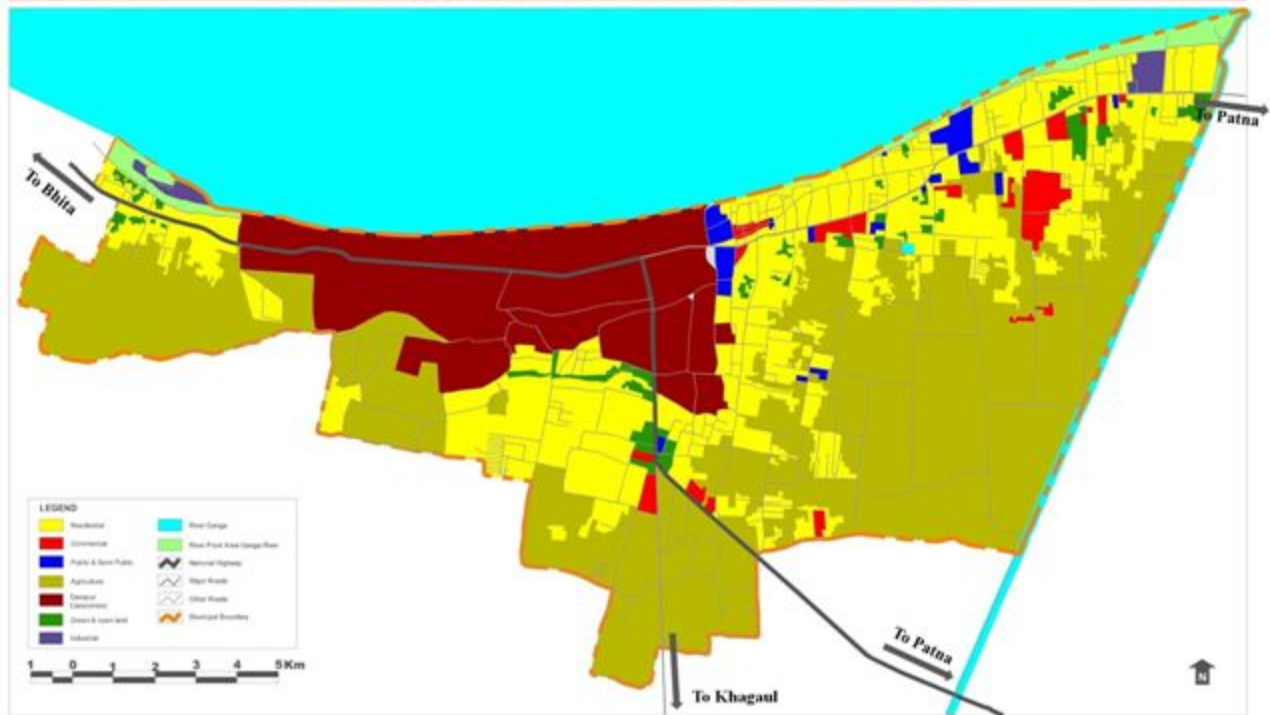 To Patna
To Bhita
LEGEND
Residential
Commercial
Public & Semi Public
Agriculture
Danapur
Cantonment
Green & open land
Industrial
River Ganga
River Front Area Ganga River
National Highway
Major Roads
Other Roads
Municipal Boundary
1 0 1 2 3 4 5 Km
To Khagaul
To Patna
N